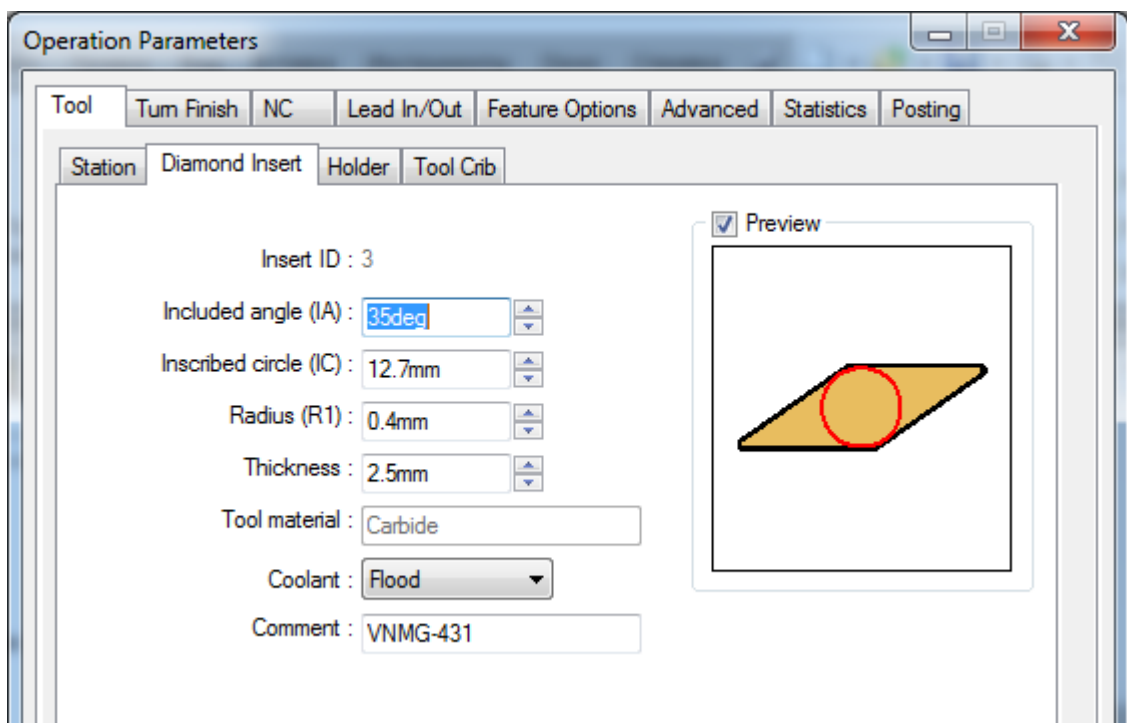 Operation Parameters
Tool Turn Finish NC Lead In/Out Feature Options Advanced Statistics Posting
Station Diamond Insert Holder Tool Crib
Preview
Insert ID : 3
Included angle (IA) : 35deg
Inscribed circle (IC) : 12.7mm
Radius (R1) : 0.4mm
Thickness : 2.5mm
Tool material : Carbide
Coolant : Flood
Comment : VNMG-431